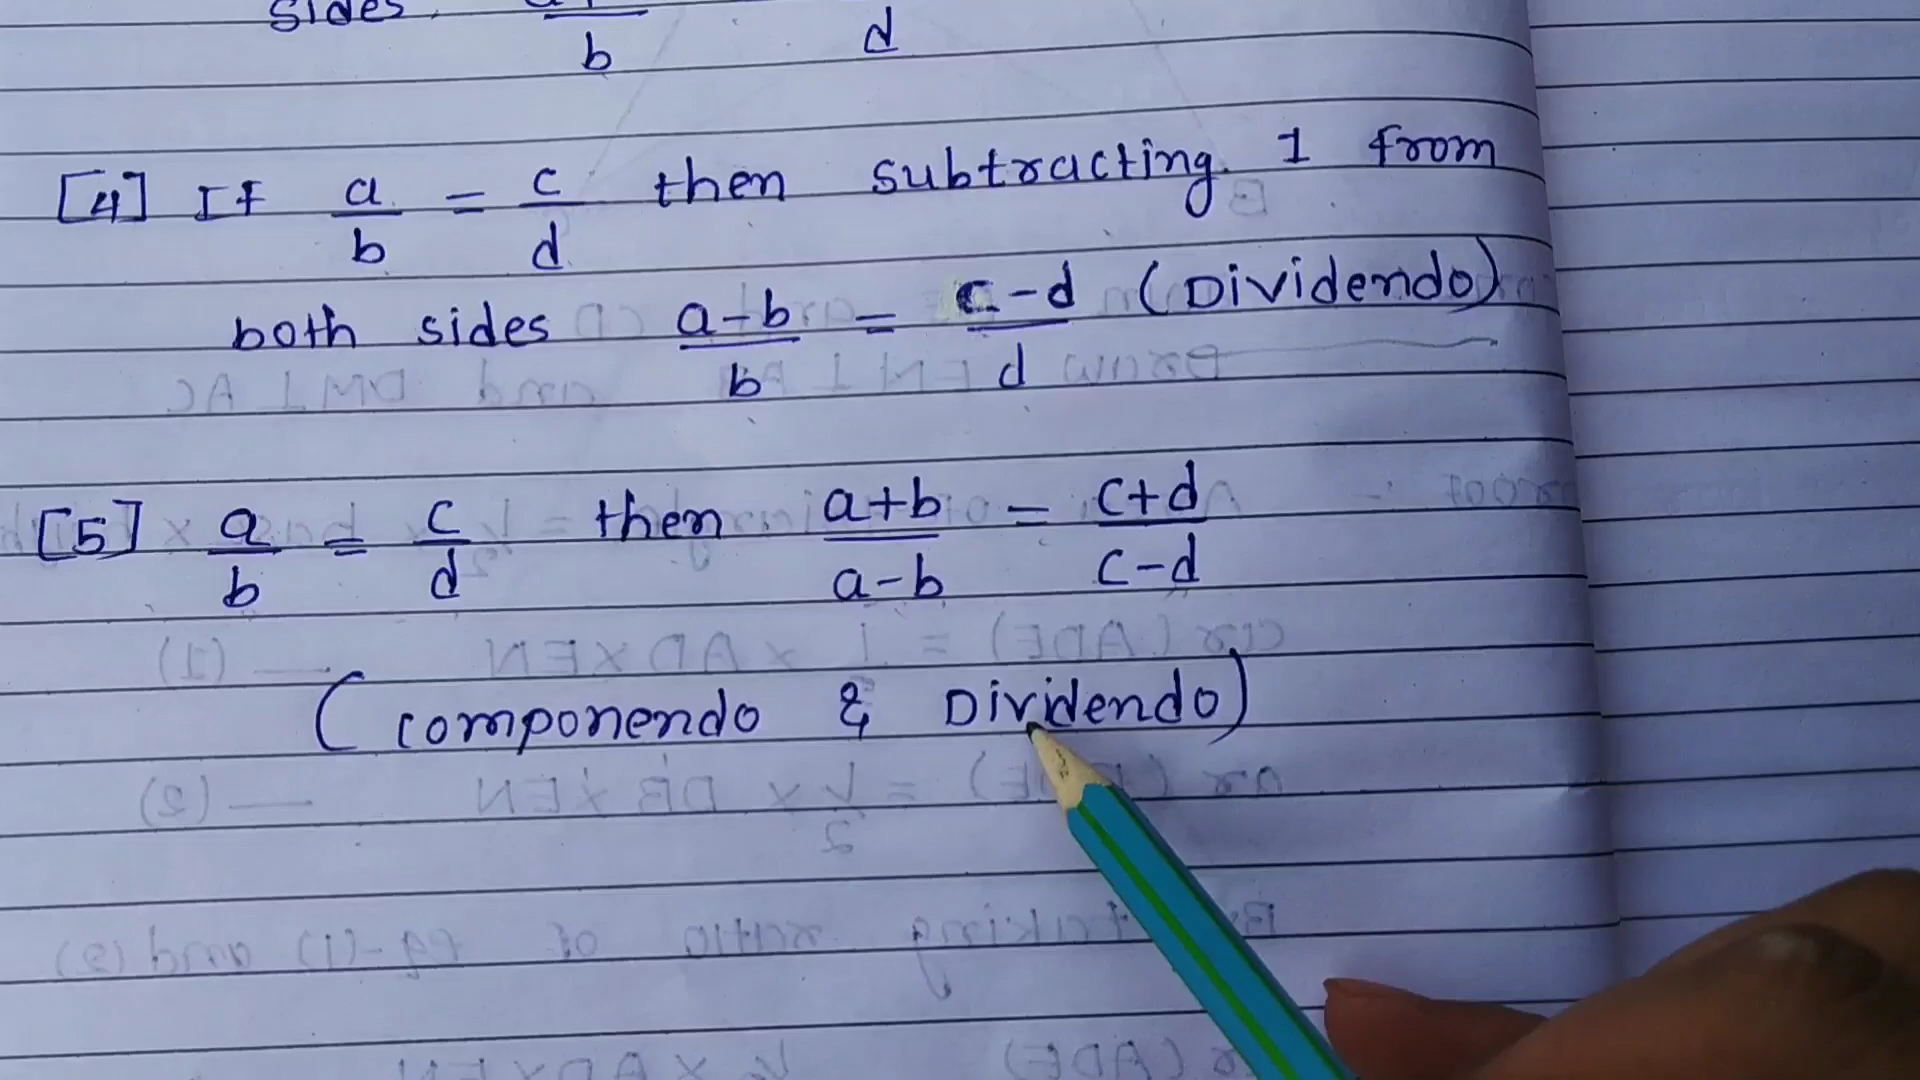 sides
b d
[4] If a/b = c/d then subtracting 1 from
both sides a-b/b = c-d/d (Dividendo)
[5] a/b = c/d then a+b/a-b = c+d/c-d
(componendo & Dividendo)